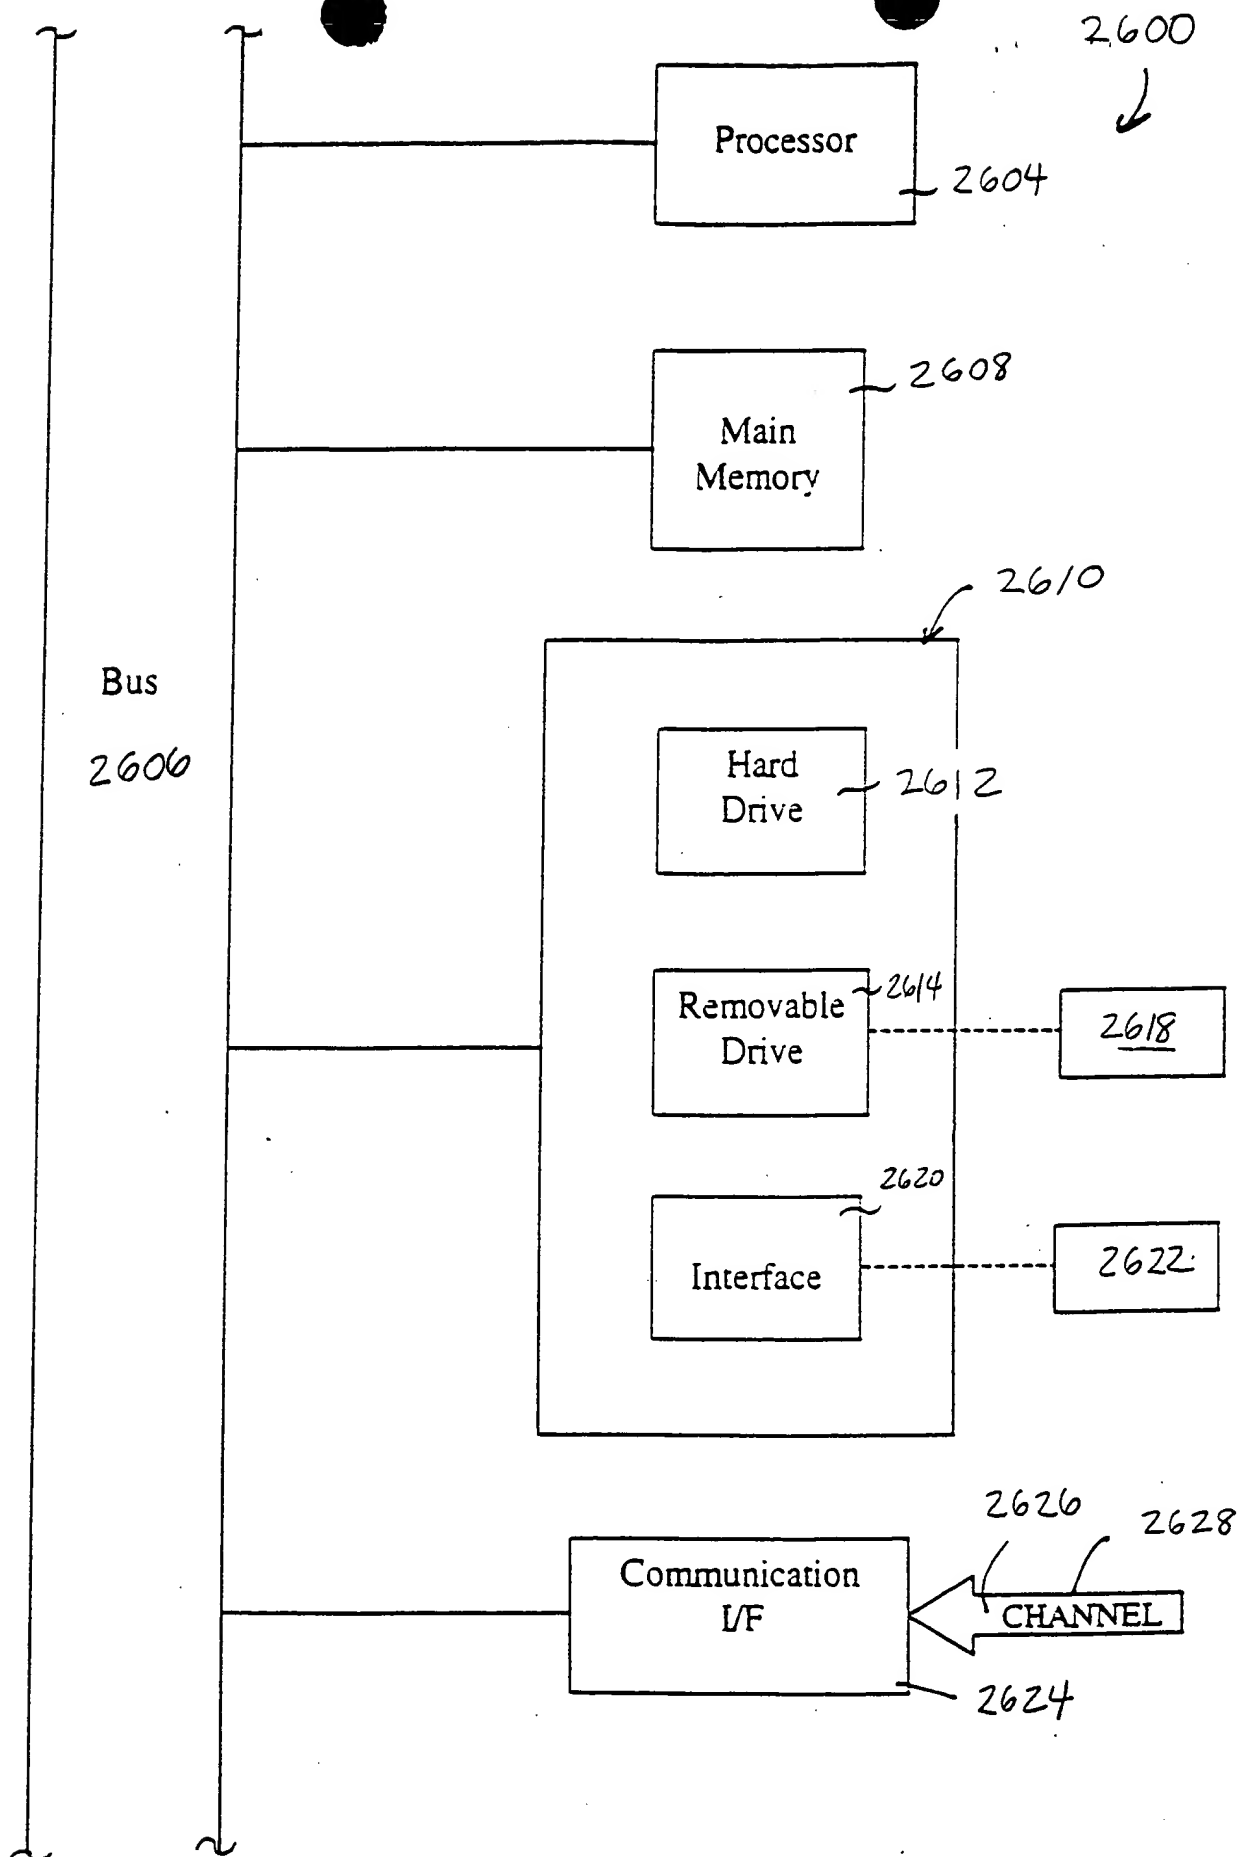 2600
Processor
2604
2608
Main
Memory
2610
Bus
2606
Hard
Drive
2612
Removable
Drive
2614
2618
2620
Interface
2622
2626
2628
Communication
I/F
CHANNEL
2624